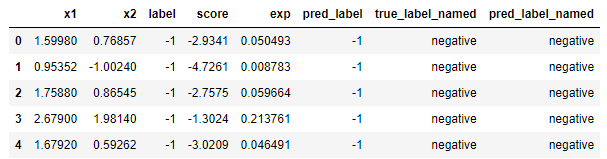 x1 x2 label score exp pred_label true_label_named pred_label_named
0 1.59980 0.76857 -1 -2.9341 0.050493 -1 negative negative
1 0.95352 -1.00240 -1 -4.7261 0.008783 -1 negative negative
2 1.75880 0.86545 -1 -2.7575 0.059664 -1 negative negative
3 2.67900 1.98140 -1 -1.3024 0.213761 -1 negative negative
4 1.67920 0.59262 -1 -3.0209 0.046491 -1 negative negative